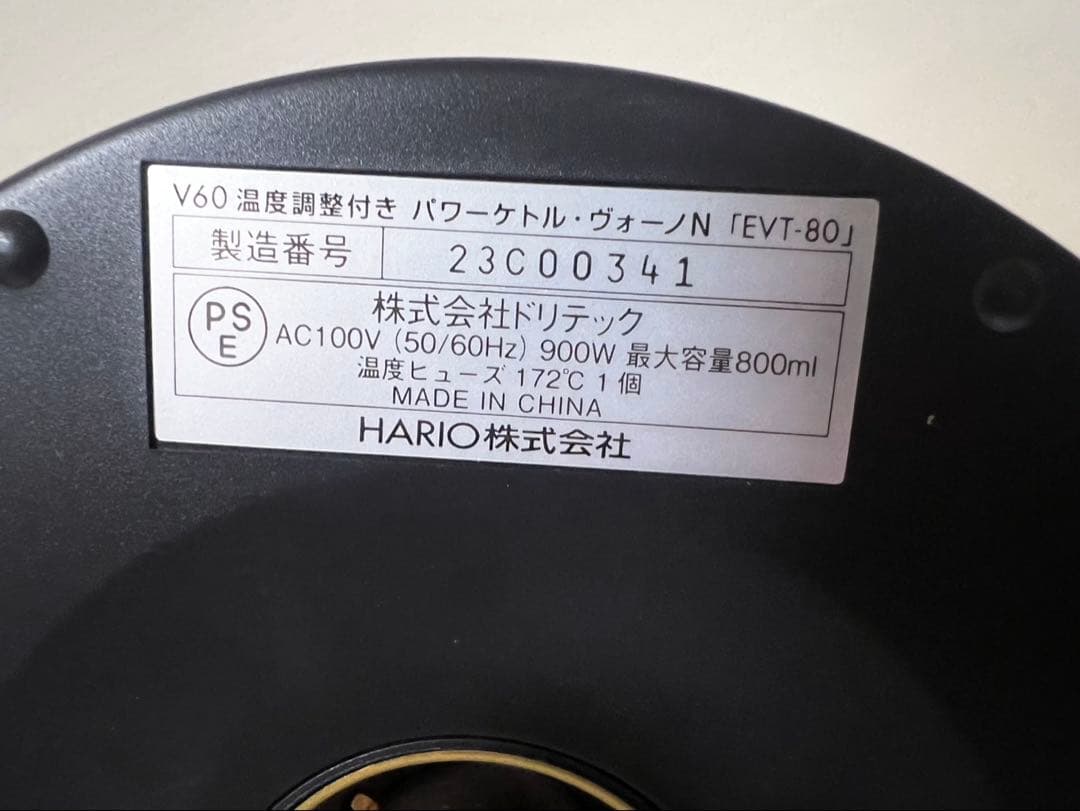 V60 温度調整付き パワーケトル・ヴォーノN 「EVT-80」
製造番号 23C00341
PSE
株式会社ドリテック
AC100V (50/60Hz) 900W 最大容量800ml
温度ヒューズ 172℃ 1個
MADE IN CHINA
HARIO株式会社